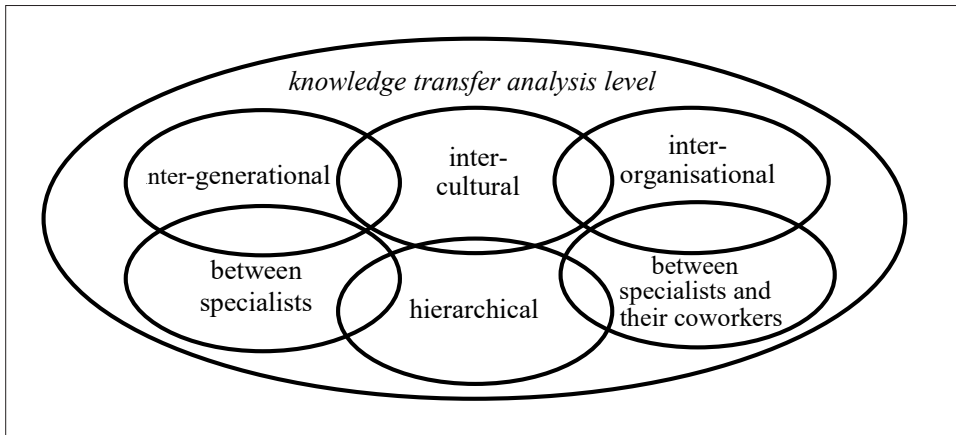 knowledge transfer analysis level
nter-generational
inter-
cultural
inter-
organisational
between
specialists
hierarchical
between
specialists and
their coworkers